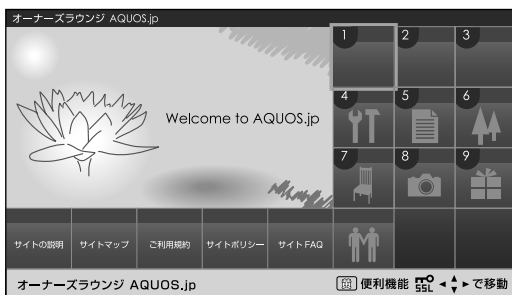 オーナーズラウンジ AQUOS.jp
Welcome to AQUOS.jp
1 2 3
4 5 6
7 8 9
サイトの説明 サイトマップ ご利用規約 サイトポリシー サイト FAQ
オーナーズラウンジ AQUOS.jp 便利機能 SSL ◀▲▼▶で移動